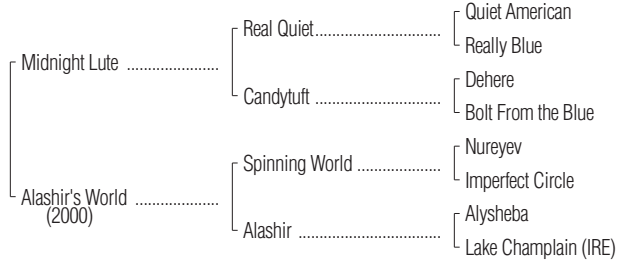 Quiet American
Real Quiet
Really Blue
Midnight Lute
Dehere
Candytuft
Bolt From the Blue
Nureyev
Spinning World
Imperfect Circle
Alashir's World
(2000)
Alysheba
Alashir
Lake Champlain (IRE)